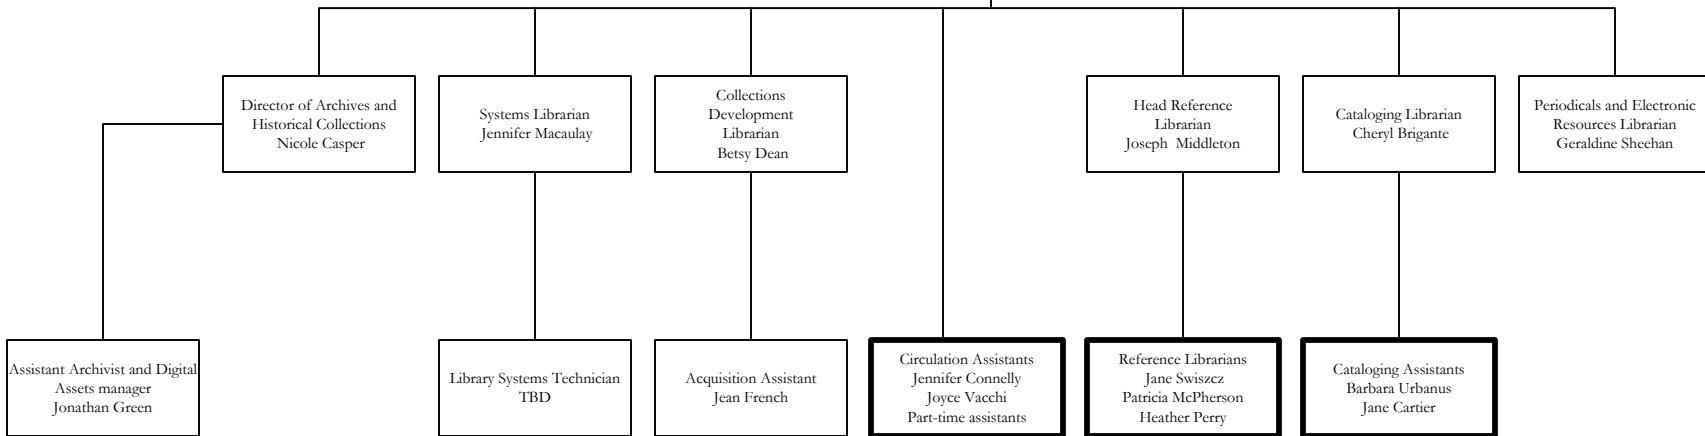 Director of Archives and
Historical Collections
Nicole Casper
Systems Librarian
Jennifer Macaulay
Collections
Development
Librarian
Betsy Dean
Head Reference
Librarian
Joseph Middleton
Cataloging Librarian
Cheryl Brigante
Periodicals and Electronic
Resources Librarian
Geraldine Sheehan
Assistant Archivist and Digital
Assets manager
Jonathan Green
Library Systems Technician
TBD
Acquisition Assistant
Jean French
Circulation Assistants
Jennifer Connelly
Joyce Vacchi
Part-time assistants
Reference Librarians
Jane Swiszcz
Patricia McPherson
Heather Perry
Cataloging Assistants
Barbara Urbanus
Jane Cartier